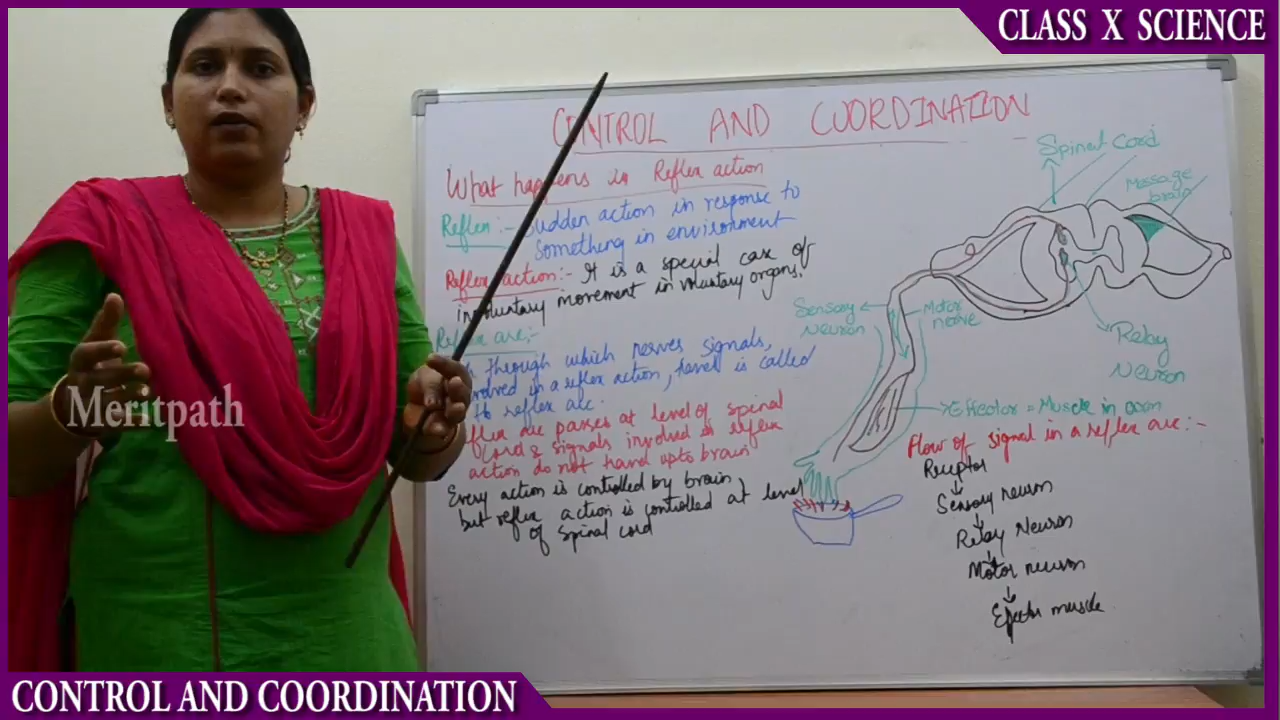 CLASS X SCIENCE
CONTROL AND COORDINATION
What happens in Reflex action
Reflex :- Sudden action in response to
Something in environment
Reflex action:- It is a special case of
involuntary movement in voluntary organs.
Reflex arc:-
through which nerves signals,
in a reflex action, travel is called
reflex arc.
arc passes at level of spinal
cord & signals involved in reflex
action do not hand upto brain
Every action is controlled by brain,
but reflex action is controlled at level
of spinal cord
Spinal Cord
Massage
brain
Sensory
Neuron
Motor
nerve
Relay
Neuron
Effector = Muscle in arm
Flow of signal in a reflex arc:-
Receptor
Sensory neuron
Relay Neuron
Motor neuron
muscle
Meritpath
CONTROL AND COORDINATION